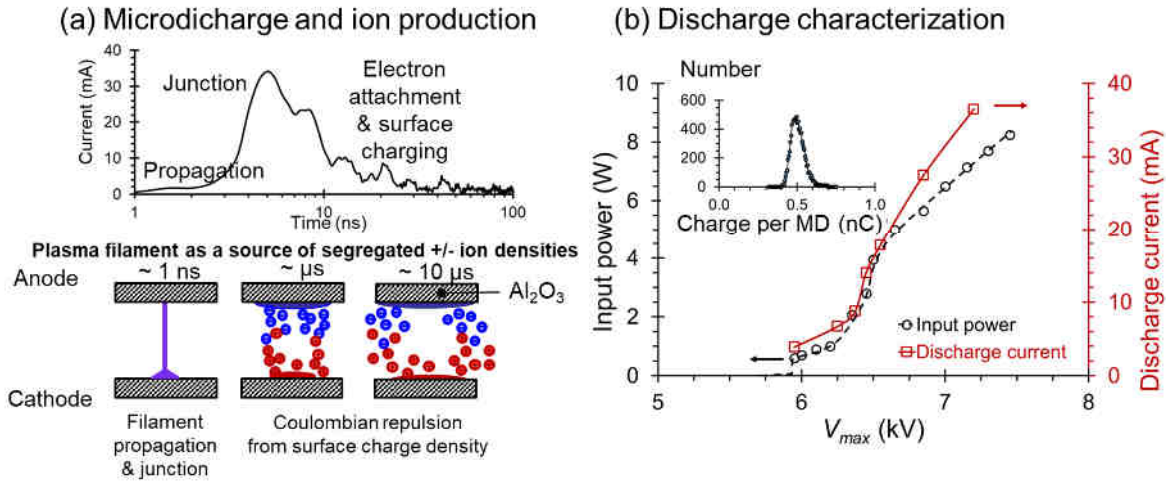 (a) Microdicharge and ion production
Current (mA)
40
30
20
10
0
Junction
Propagation
Electron
attachment
& surface
charging
1
10
100
Time (ns)
Plasma filament as a source of segregated +/- ion densities
~ 1 ns
~ µs
~ 10 µs
Anode
Al2O3
Cathode
Filament
propagation
& junction
Coulombian repulsion
from surface charge density
(b) Discharge characterization
Input power (W)
10
8
6
4
2
0
Number
600
400
200
0
0.0
0.5
1.0
Charge per MD (nC)
Input power
Discharge current
40
30
20
10
0
Discharge current (mA)
5
6
7
8
Vmax (kV)